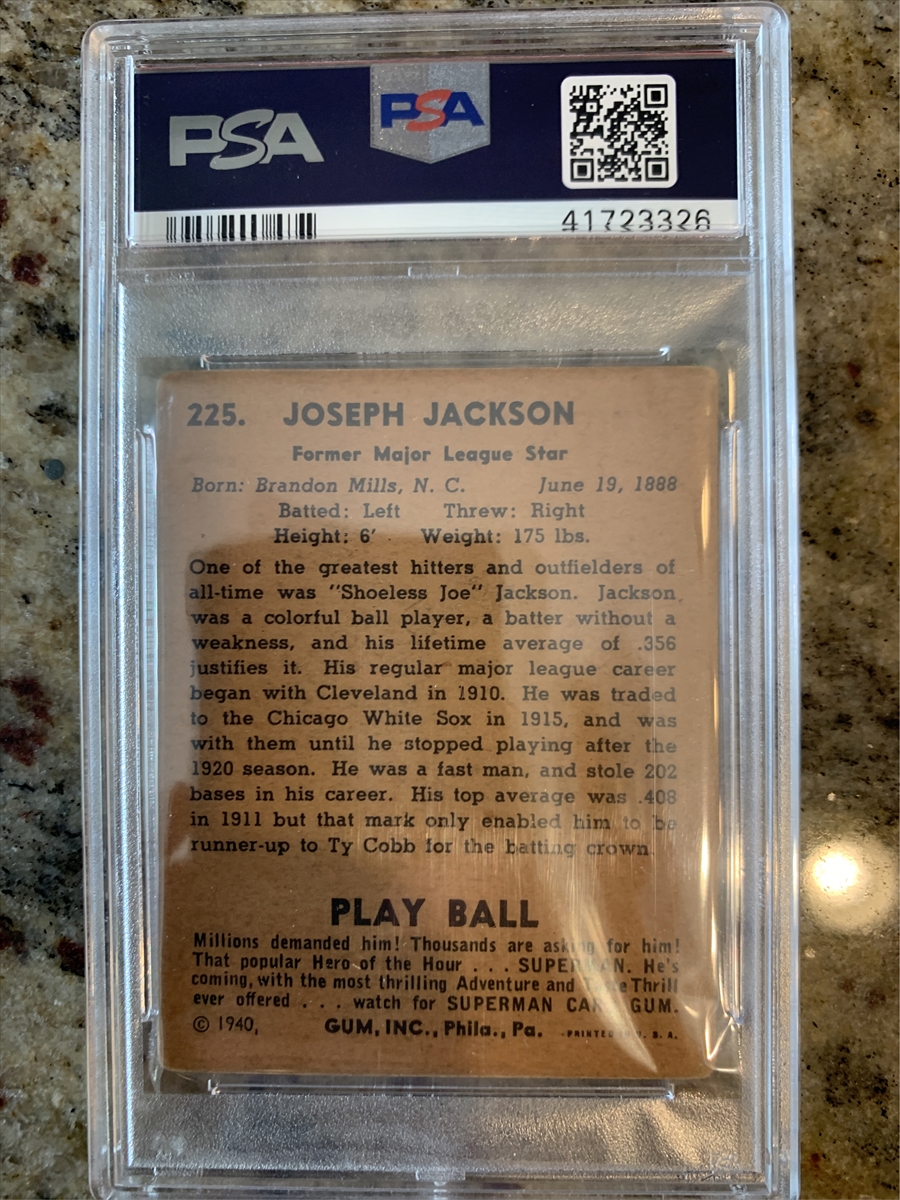 PSA
PSA
41723326
225. JOSEPH JACKSON
Former Major League Star
Born: Brandon Mills, N. C. June 19, 1888
Batted: Left Threw: Right
Height: 6' Weight: 175 lbs.
One of the greatest hitters and outfielders of
all-time was "Shoeless Joe" Jackson. Jackson
was a colorful ball player, a batter without a
weakness, and his lifetime average of .356
justifies it. His regular major league career
began with Cleveland in 1910. He was traded
to the Chicago White Sox in 1915, and was
with them until he stopped playing after the
1920 season. He was a fast man, and stole 202
bases in his career. His top average was .408
in 1911 but that mark only enabled him to be
runner-up to Ty Cobb for the batting crown.
PLAY BALL
Millions demanded him! Thousands are asking for him!
That popular Hero of the Hour . . . SUPERMAN. He's
coming, with the most thrilling Adventure and Taste Thrill
ever offered . . . watch for SUPERMAN CARD GUM.
© 1940, GUM, INC., Phila., Pa. PRINTED IN U. S. A.